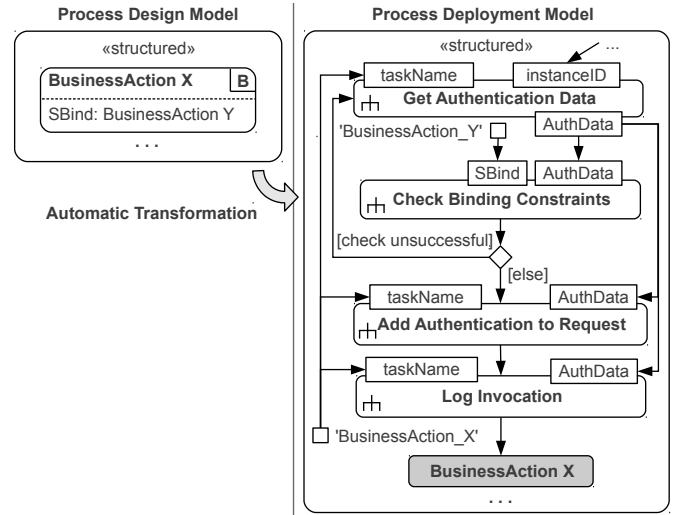 Process Design Model
«structured»
BusinessAction X
B
SBind: BusinessAction Y
. . .
Automatic Transformation
Process Deployment Model
«structured»
...
taskName
instanceID
Get Authentication Data
'BusinessAction_Y'
AuthData
SBind
AuthData
Check Binding Constraints
[check unsuccessful]
[else]
taskName
AuthData
Add Authentication to Request
taskName
AuthData
Log Invocation
'BusinessAction_X'
BusinessAction X
. . .